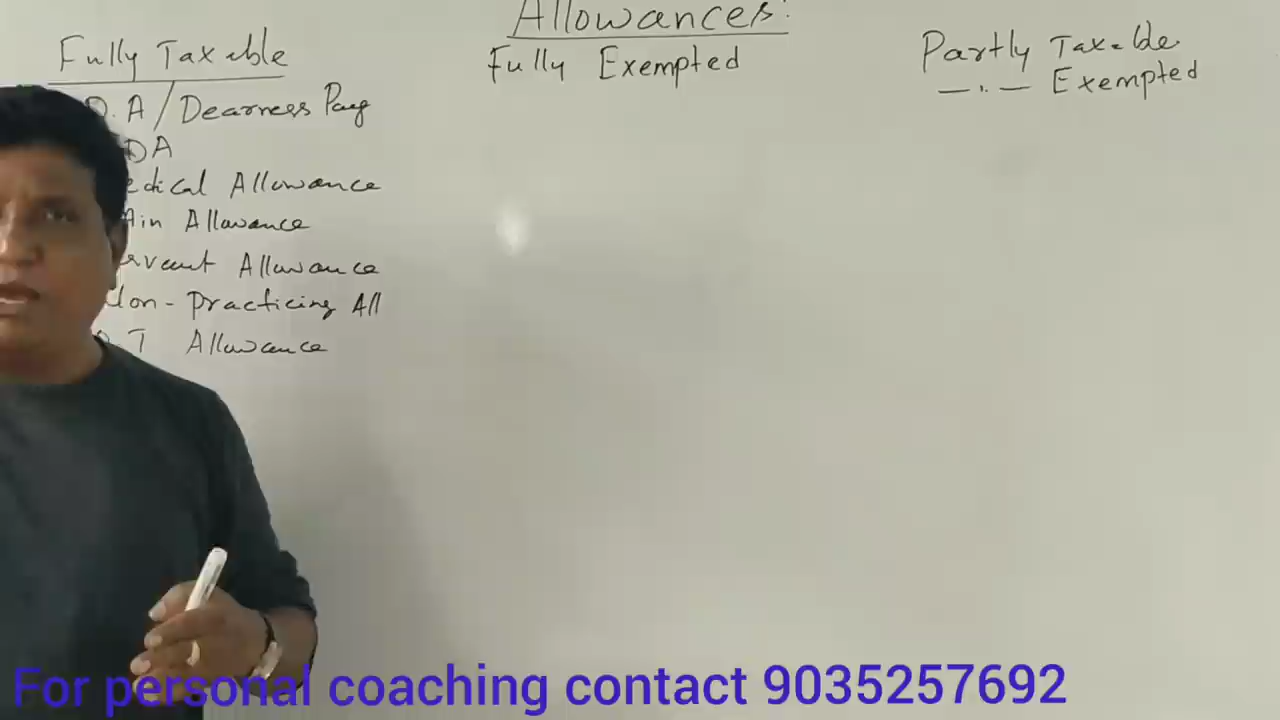 Allowances:
Fully Taxable
Fully Exempted
Partly Taxable
—.— Exempted
D.A / Dearness Pay
DA
edical Allowance
Ain Allowance
ervant Allowance
Non - Practicing All
O.T Allowance
For personal coaching contact 9035257692